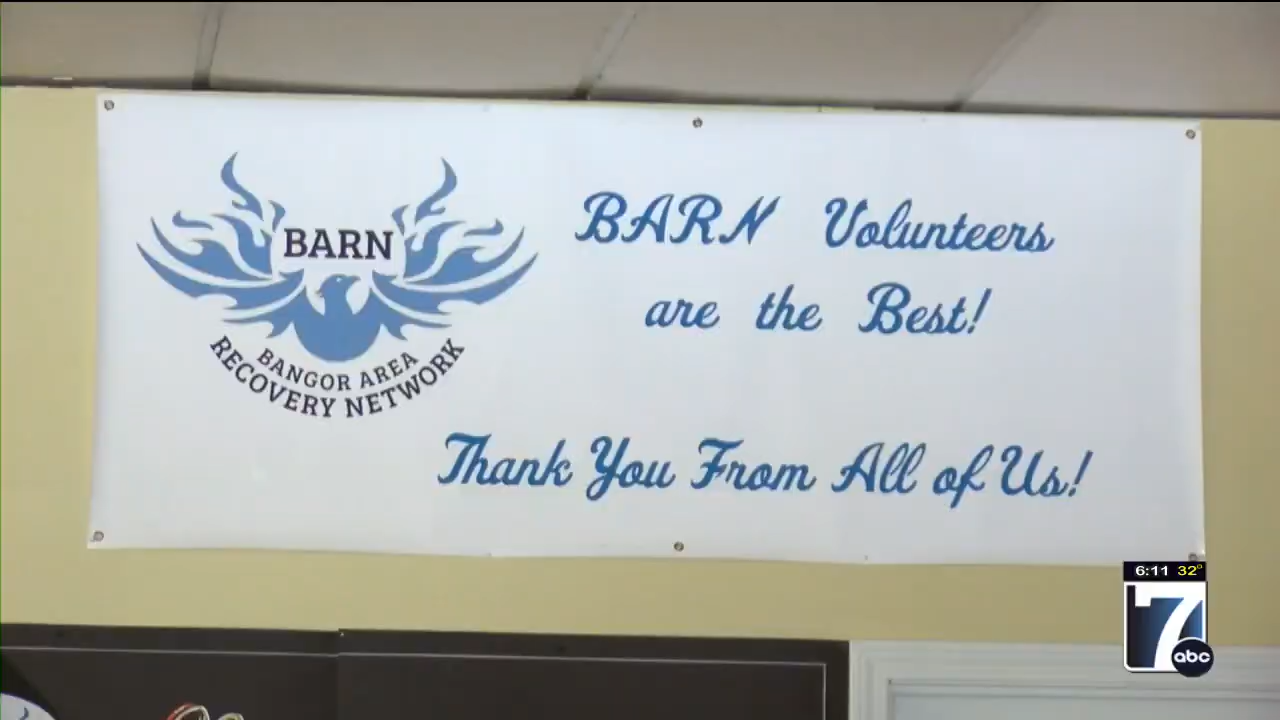 BARN
BANGOR AREA
RECOVERY NETWORK
BARN Volunteers
are the Best!
Thank You From All of Us!
6:11 32°
7
abc